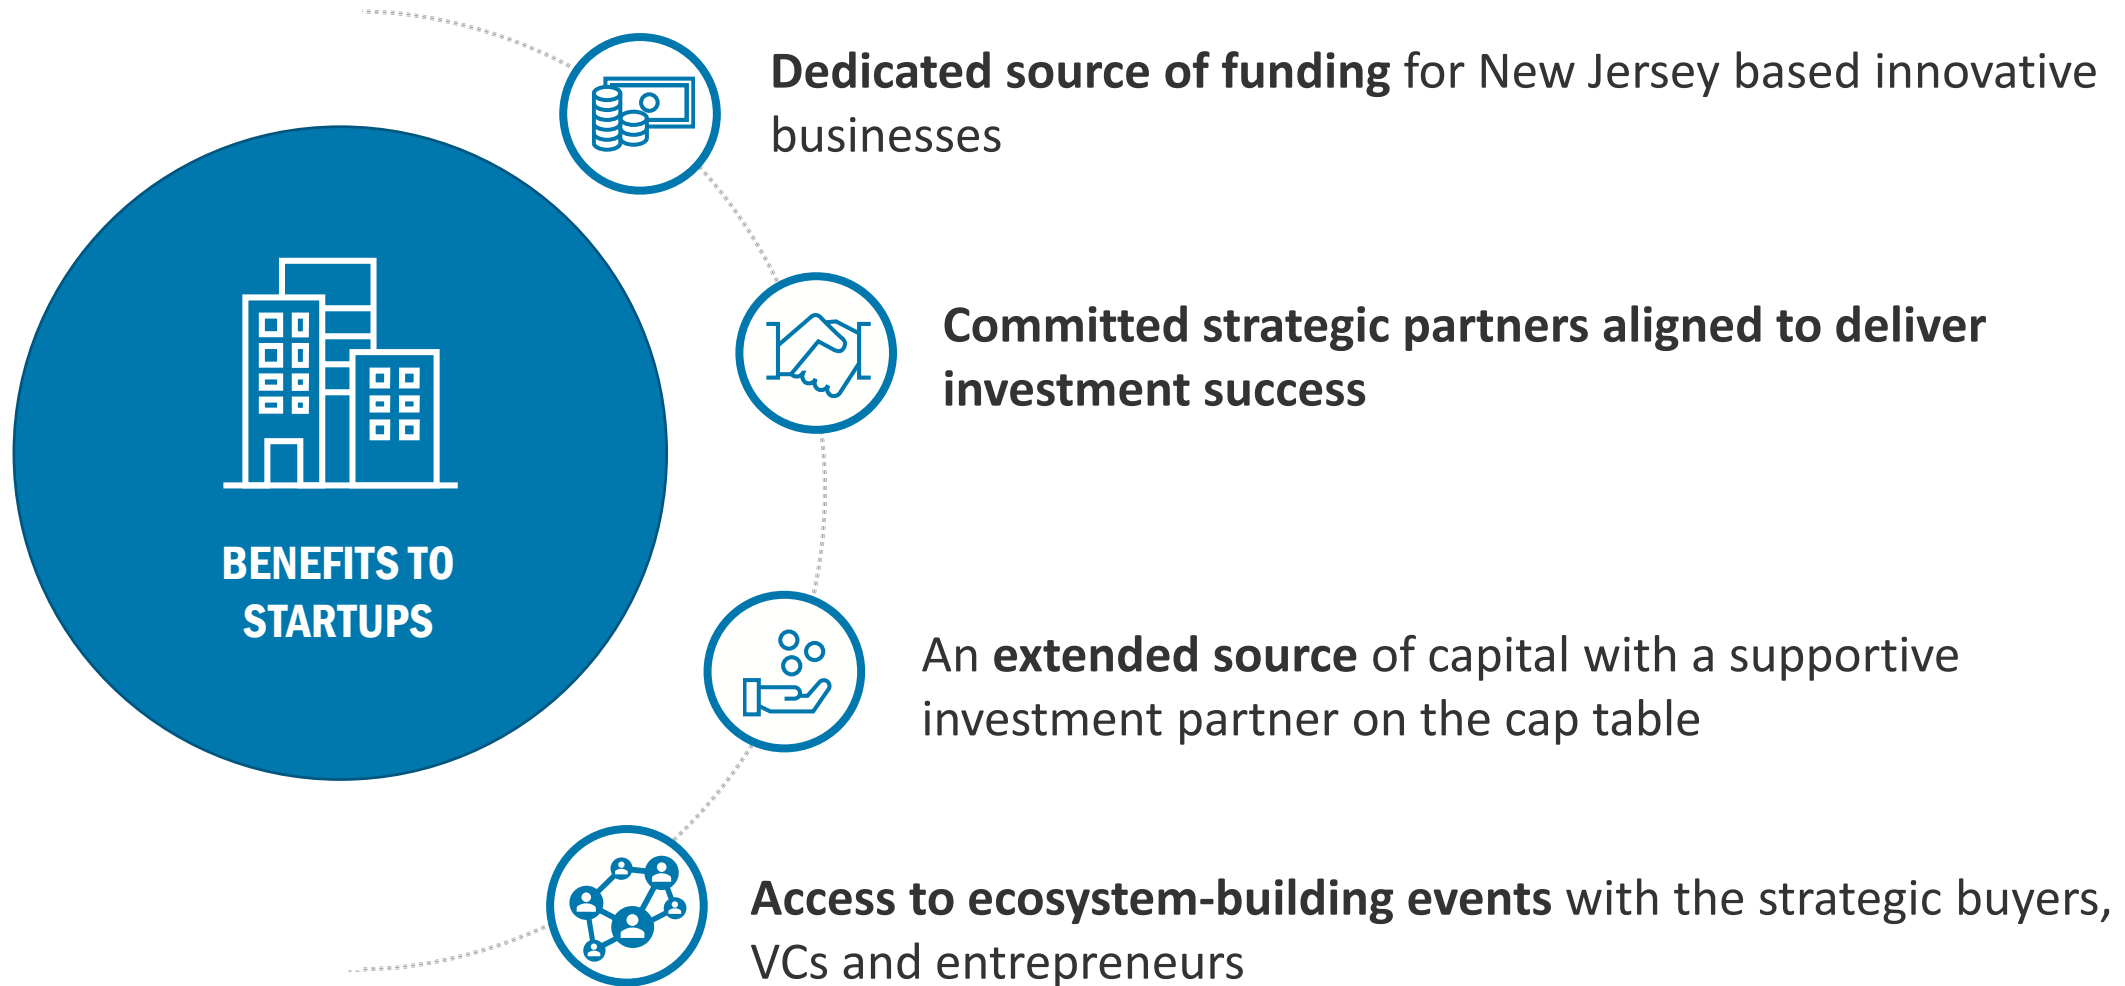 BENEFITS TO
STARTUPS
Dedicated source of funding for New Jersey based innovative
businesses
Committed strategic partners aligned to deliver
investment success
An extended source of capital with a supportive
investment partner on the cap table
Access to ecosystem-building events with the strategic buyers,
VCs and entrepreneurs